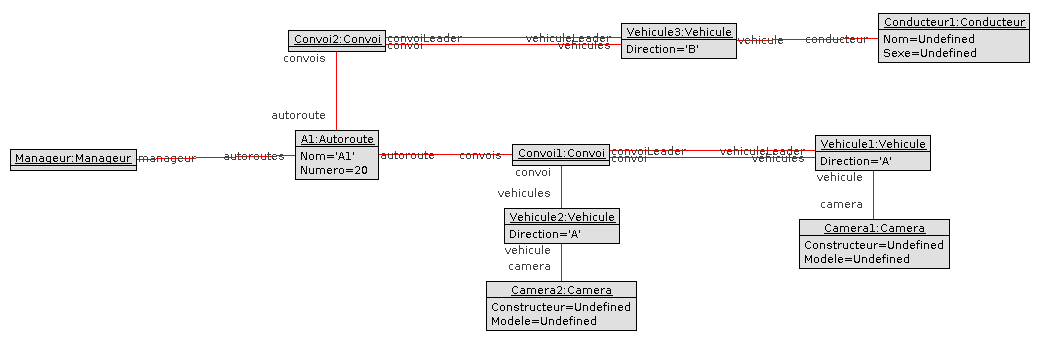 Conducteur1:Conducteur
Nom=Undefined
Sexe=Undefined
Convoi2:Convoi
convoiLeader
convoi
vehiculeLeader
vehicules
Vehicule3:Vehicule
Direction='B'
vehicule
conducteur
convois
autoroute
Manageur:Manageur
manageur
autoroutes
A1:Autoroute
Nom='A1'
Numero=20
autoroute
convois
Convoi1:Convoi
convoiLeader
convoi
vehiculeLeader
vehicules
Vehicule1:Vehicule
Direction='A'
convoi
vehicules
vehicule
camera
Vehicule2:Vehicule
Direction='A'
Camera1:Camera
Constructeur=Undefined
Modele=Undefined
vehicule
camera
Camera2:Camera
Constructeur=Undefined
Modele=Undefined